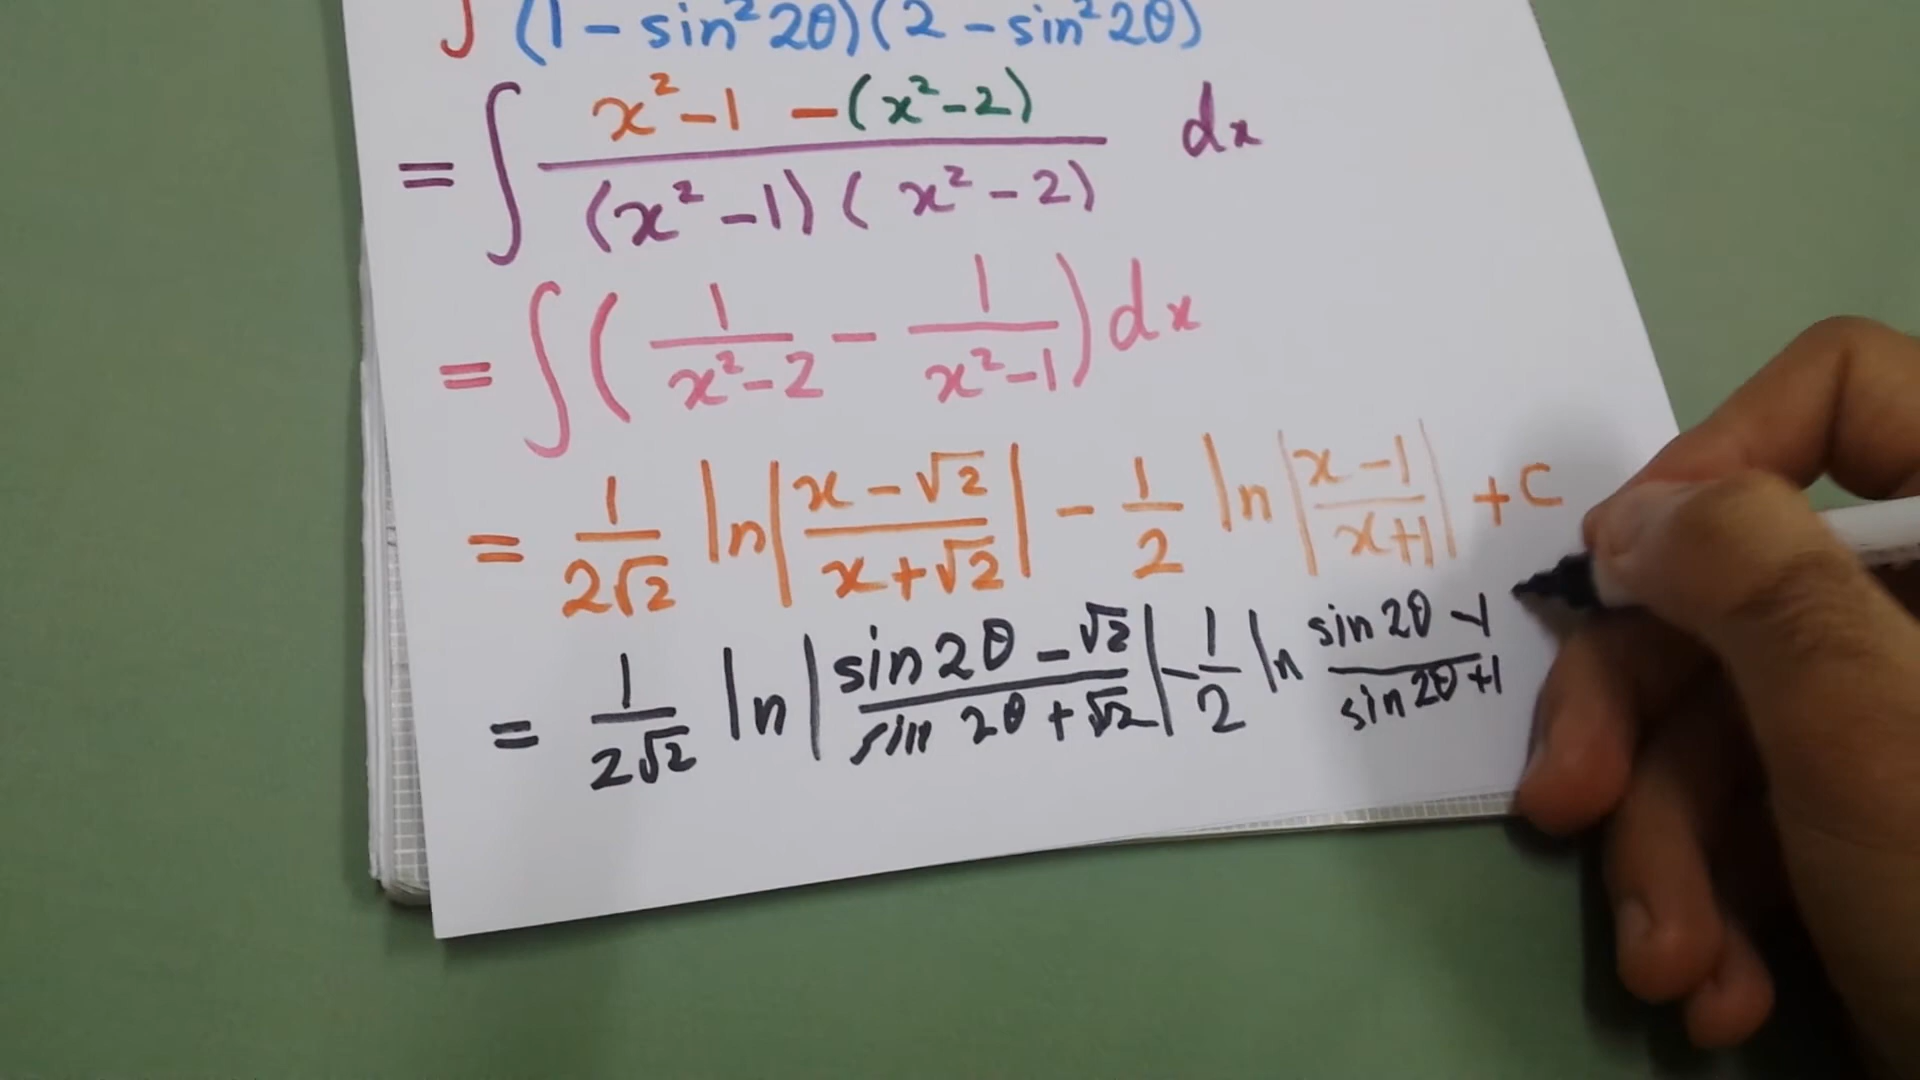 ∫ (1 − sin²2θ)(2 − sin²2θ)
= ∫ (x²−1 −(x²−2)) / ((x²−1)(x²−2)) dx
= ∫ ( 1/(x²−2) − 1/(x²−1) ) dx
= 1/(2√2) ln |(x−√2)/(x+√2)| − 1/2 ln |(x−1)/(x+1)| + c
= 1/(2√2) ln |(sin 2θ − √2)/(sin 2θ + √2)| − 1/2 ln (sin 2θ −1)/(sin 2θ +1)